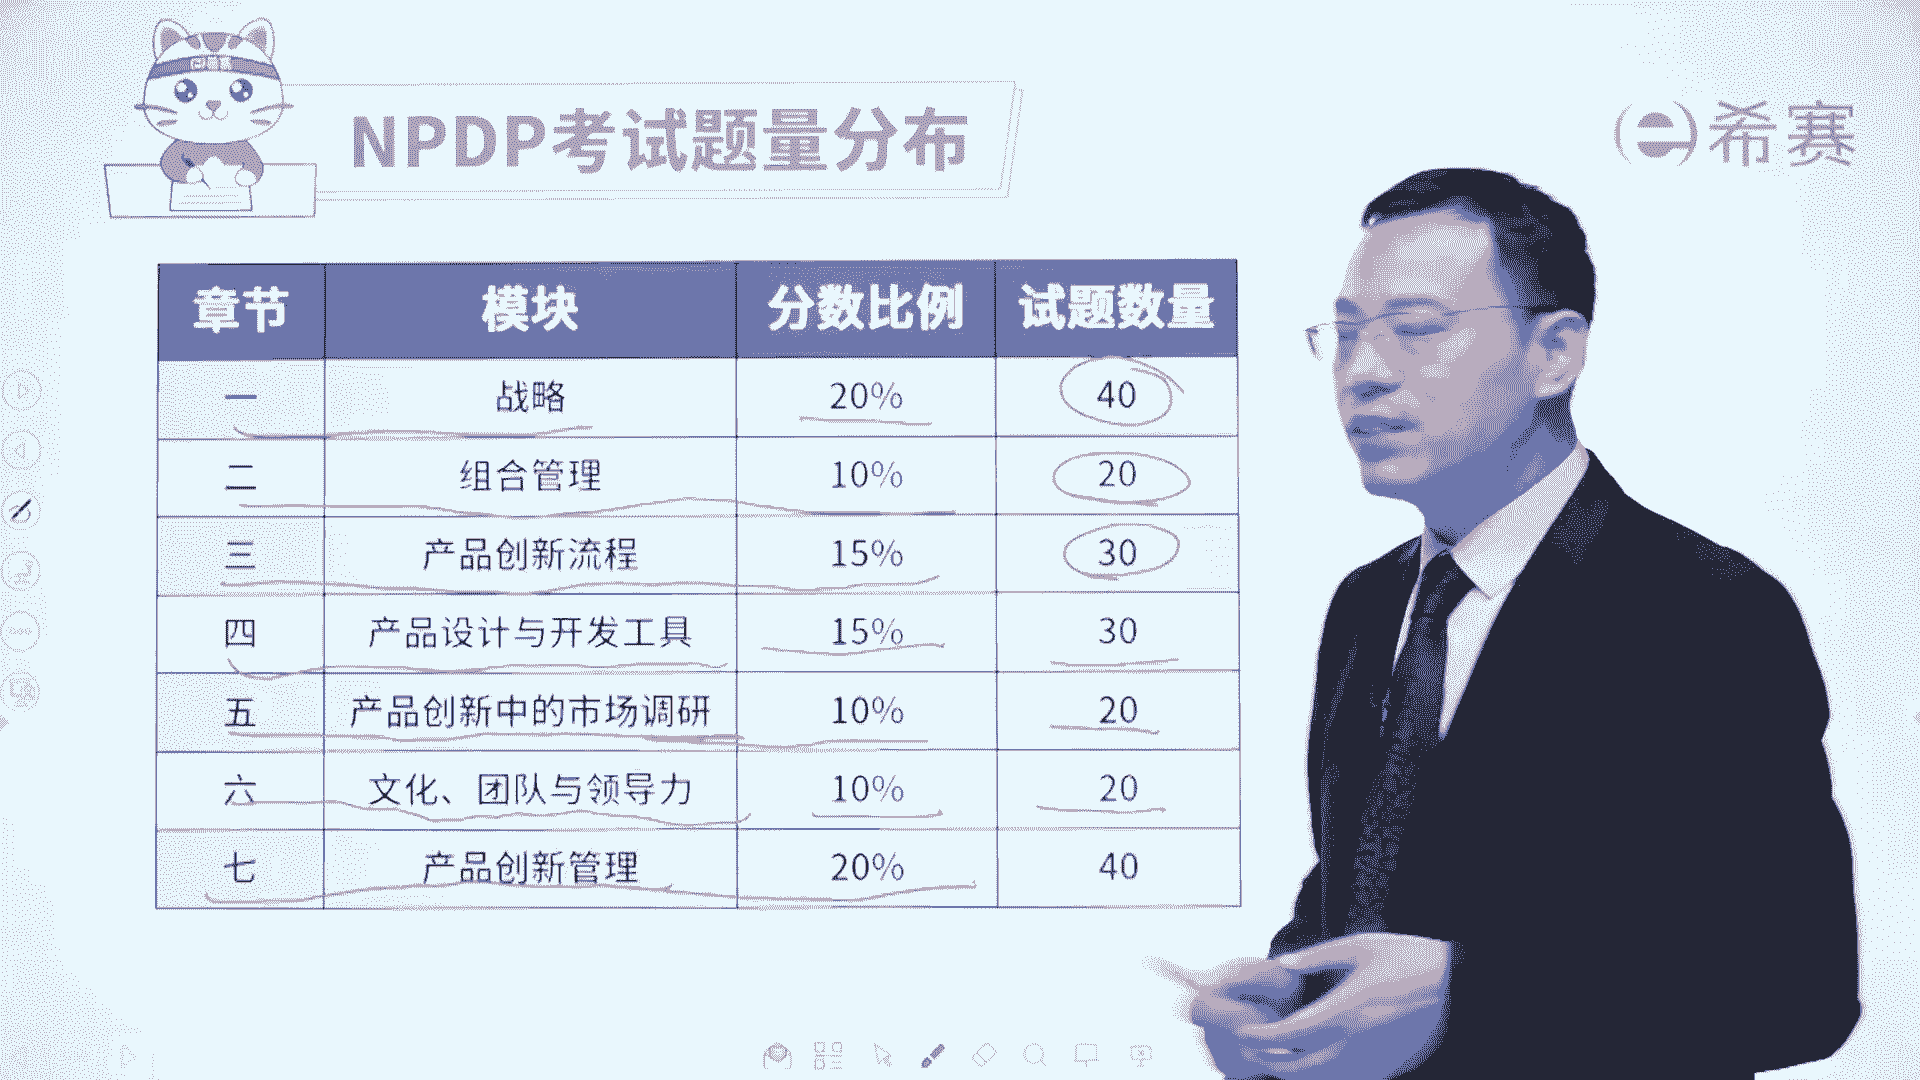 NPDP考试题量分布
希赛
章节 模块 分数比例 试题数量
一 战略 20% 40
二 组合管理 10% 20
三 产品创新流程 15% 30
四 产品设计与开发工具 15% 30
五 产品创新中的市场调研 10% 20
六 文化、团队与领导力 10% 20
七 产品创新管理 20% 40